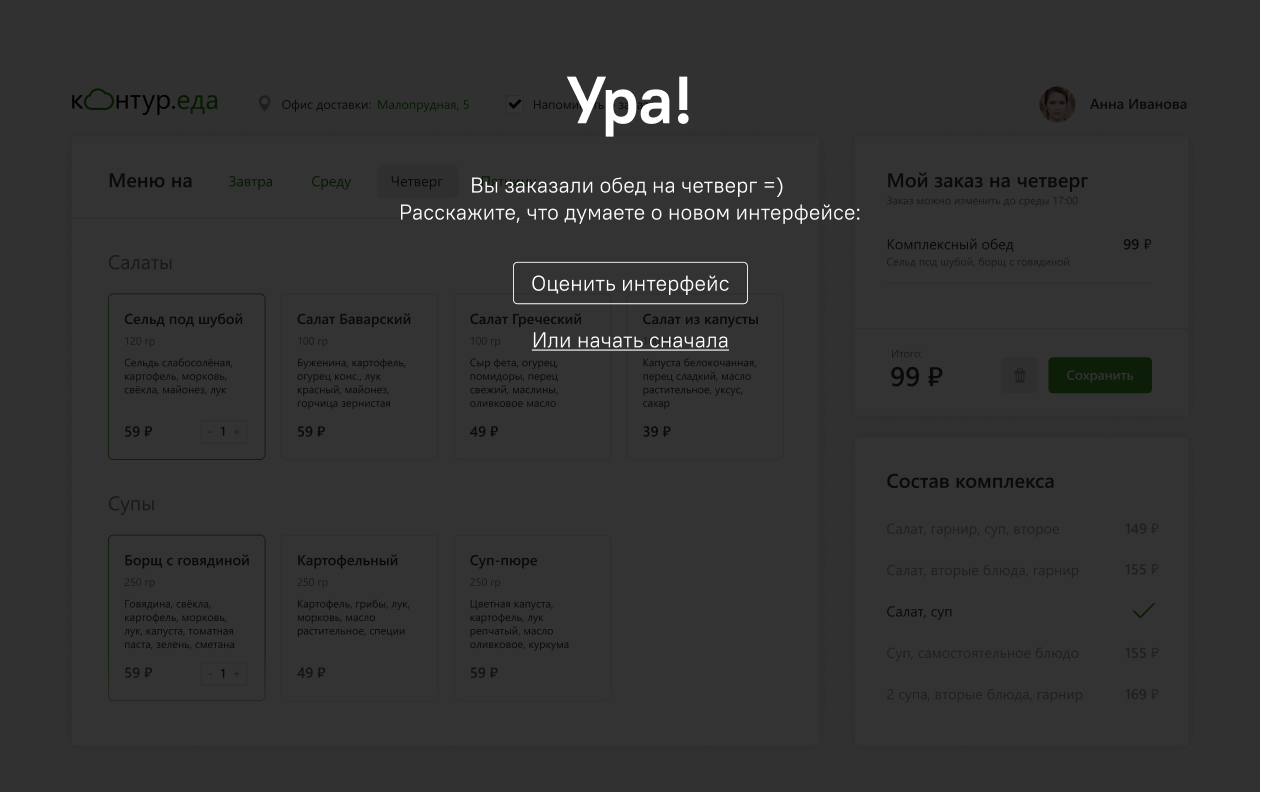 Ура!
контур.еда
Офис доставки: Малопрудная, 5
Анна Иванова
Меню на
Завтра
Среду
Четверг
Вы заказали обед на четверг =)
Расскажите, что думаете о новом интерфейсе:
Оценить интерфейс
Или начать сначала
Салаты
Сельд под шубой
120 гр
Сельдь слабосолёная,
картофель, морковь,
свёкла, майонез, лук
59 ₽
- 1 +
Салат Баварский
100 гр
Буженина, картофель,
огурец конс., лук
красный, майонез,
горчица зернистая
59 ₽
Салат Греческий
100 гр
Сыр фета, огурец,
помидоры, перец
свежий, маслины,
оливковое масло
49 ₽
Салат из капусты
Капуста белокочанная,
перец сладкий, масло
растительное, уксус,
сахар
39 ₽
Супы
Борщ с говядиной
250 гр
Говядина, свёкла,
картофель, морковь,
лук, капуста, томатная
паста, зелень, сметана
59 ₽
- 1 +
Картофельный
250 гр
Картофель, грибы, лук,
морковь, масло
растительное, специи
49 ₽
Суп-пюре
250 гр
Цветная капуста,
картофель, лук
репчатый, масло
оливковое, куркума
59 ₽
Мой заказ на четверг
Заказ можно изменить до среды 17:00
Комплексный обед 99 ₽
Сельд под шубой, борщ с говядиной
Итого:
99 ₽
Сохранить
Состав комплекса
Салат, гарнир, суп, второе 149 ₽
Салат, вторые блюда, гарнир 155 ₽
Салат, суп
Суп, самостоятельное блюдо 155 ₽
2 супа, вторые блюда, гарнир 169 ₽